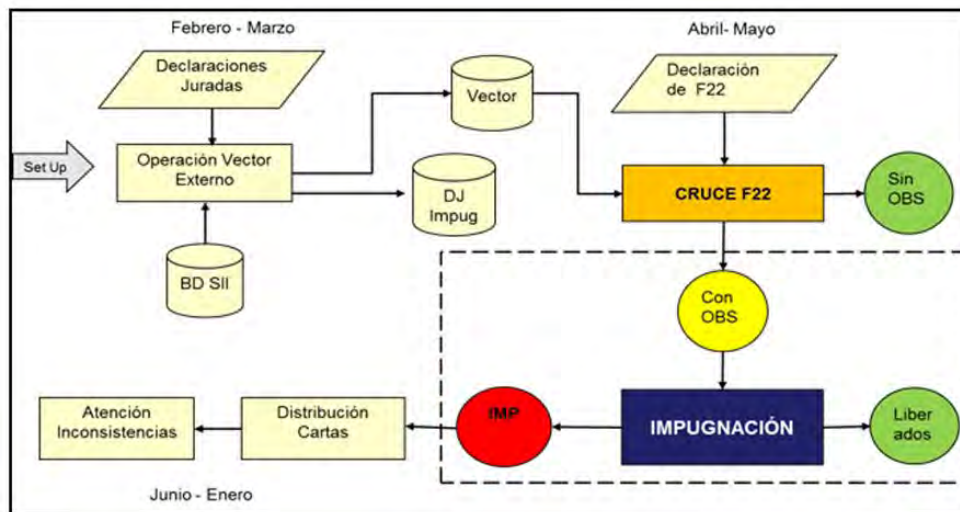 Febrero - Marzo
Abril- Mayo
Declaraciones
Juradas
Vector
Declaración
de F22
Set Up
Operación Vector
Externo
DJ
Impug
CRUCE F22
Sin
OBS
BD SII
Con
OBS
Atención
Inconsistencias
Distribución
Cartas
IMP
IMPUGNACIÓN
Liber
ados
Junio - Enero